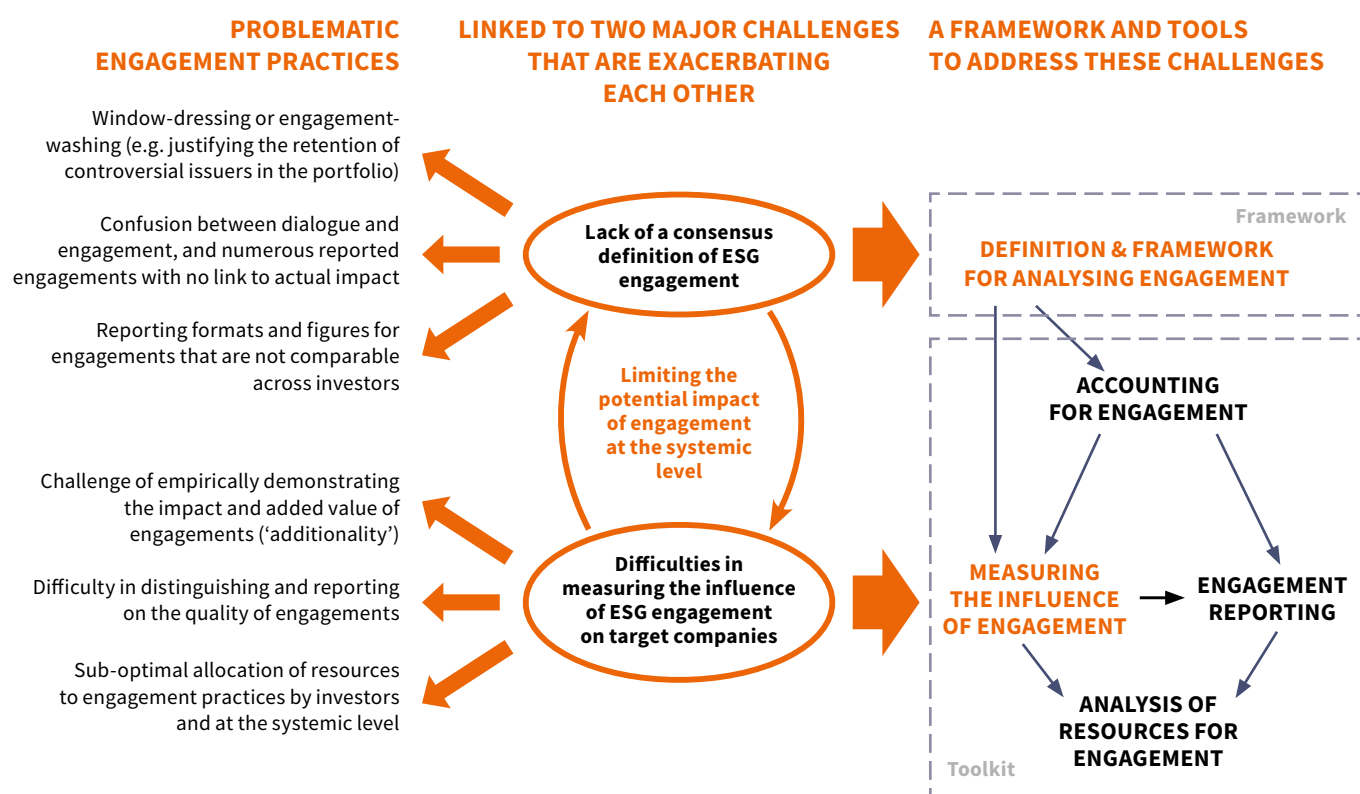 PROBLEMATIC
ENGAGEMENT PRACTICES
Window-dressing or engagement-
washing (e.g. justifying the retention of
controversial issuers in the portfolio)
Confusion between dialogue and
engagement, and numerous reported
engagements with no link to actual impact
Reporting formats and figures for
engagements that are not comparable
across investors
Challenge of empirically demonstrating
the impact and added value of
engagements (‘additionality’)
Difficulty in distinguishing and reporting
on the quality of engagements
Sub-optimal allocation of resources
to engagement practices by investors
and at the systemic level
LINKED TO TWO MAJOR CHALLENGES
THAT ARE EXACERBATING
EACH OTHER
Lack of a consensus
definition of ESG
engagement
Limiting the
potential impact
of engagement
at the systemic
level
Difficulties in
measuring the influence
of ESG engagement
on target companies
A FRAMEWORK AND TOOLS
TO ADDRESS THESE CHALLENGES
Framework
DEFINITION & FRAMEWORK
FOR ANALYSING ENGAGEMENT
ACCOUNTING
FOR ENGAGEMENT
MEASURING
THE INFLUENCE
OF ENGAGEMENT
ENGAGEMENT
REPORTING
ANALYSIS OF
RESOURCES FOR
ENGAGEMENT
Toolkit